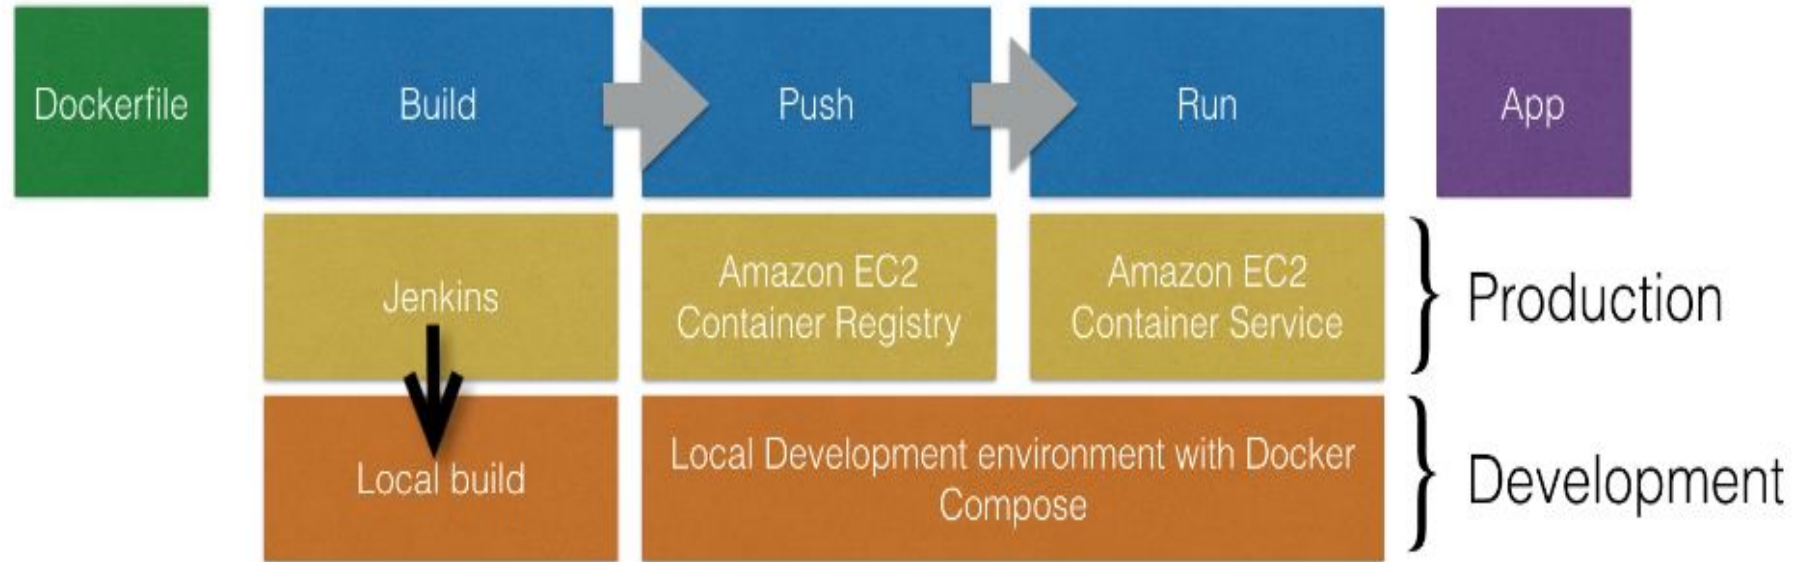 Dockerfile
Build
Push
Run
App
Jenkins
Amazon EC2
Container Registry
Amazon EC2
Container Service
Production
Local build
Local Development environment with Docker
Compose
Development